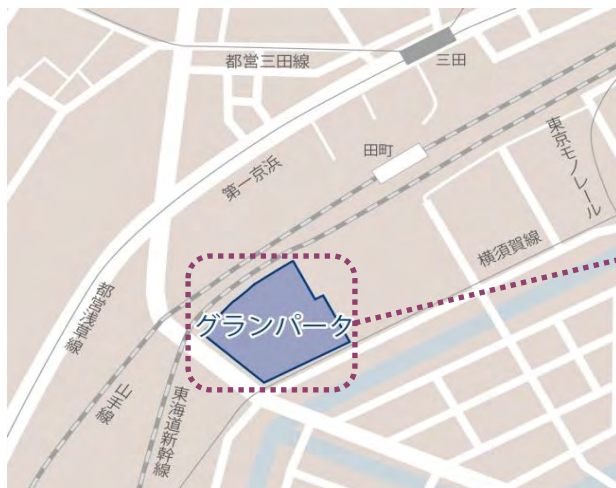 都営三田線
三田
田町
東京モノレール
第一京浜
横須賀線
都営浅草線
グランパーク
山手線
東海道新幹線